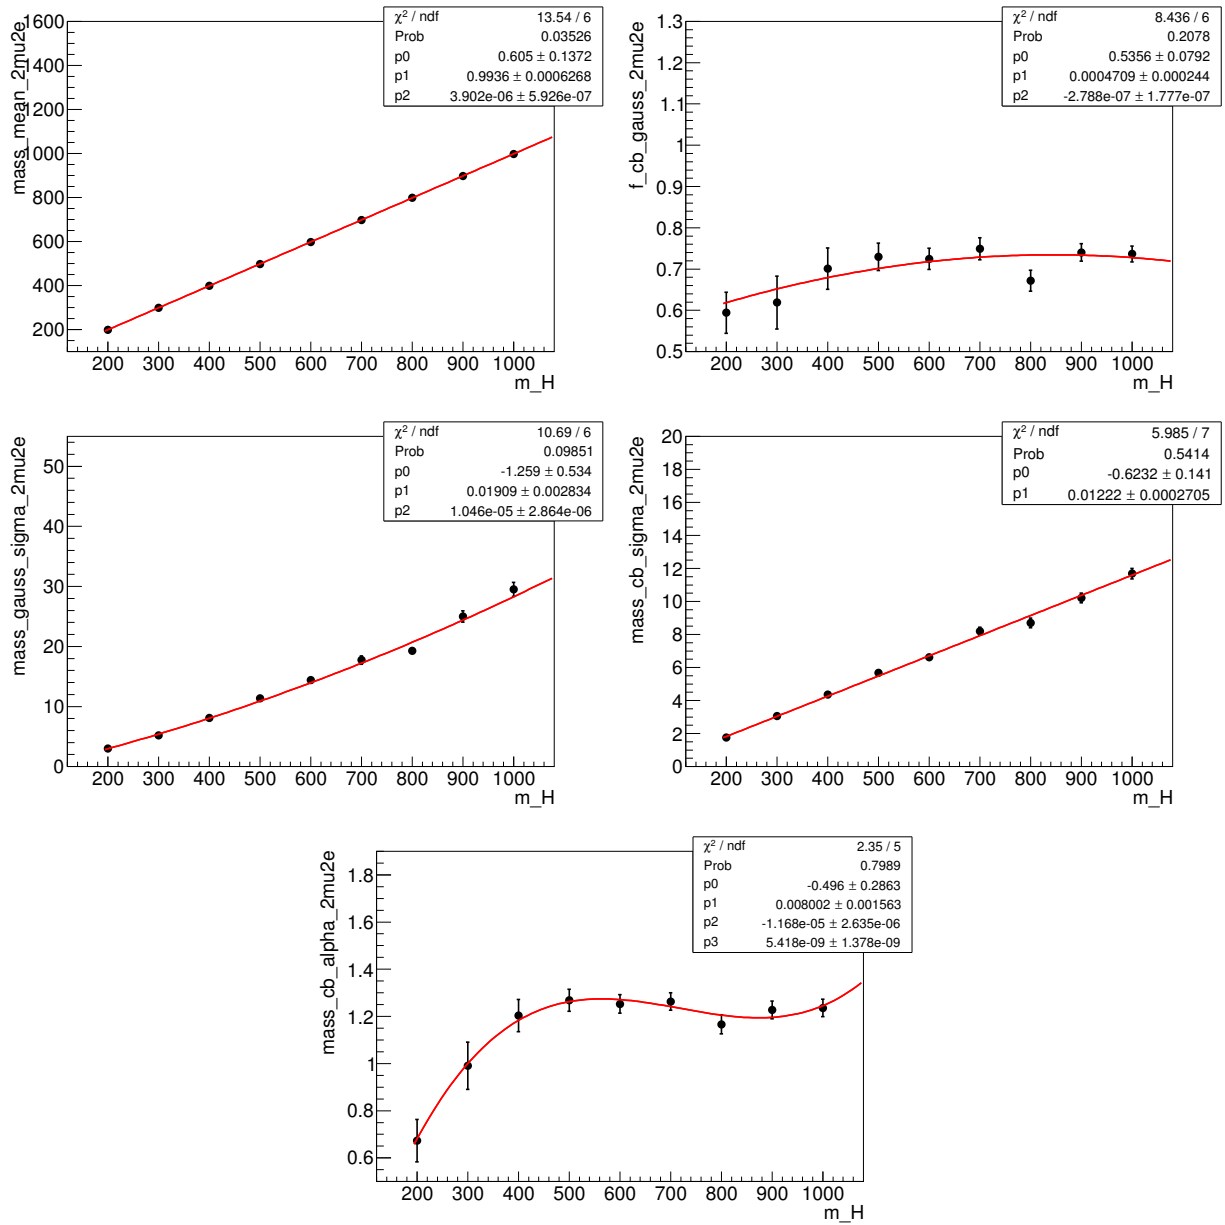 mass_mean_2mu2e
χ² / ndf 13.54 / 6
Prob 0.03526
p0 0.605 ± 0.1372
p1 0.9936 ± 0.0006268
p2 3.902e-06 ± 5.926e-07
1600
1400
1200
1000
800
600
400
200
200 300 400 500 600 700 800 900 1000
m_H
f_cb_gauss_2mu2e
χ² / ndf 8.436 / 6
Prob 0.2078
p0 0.5356 ± 0.0792
p1 0.0004709 ± 0.000244
p2 -2.788e-07 ± 1.777e-07
1.3
1.2
1.1
1
0.9
0.8
0.7
0.6
0.5
200 300 400 500 600 700 800 900 1000
m_H
mass_gauss_sigma_2mu2e
χ² / ndf 10.69 / 6
Prob 0.09851
p0 -1.259 ± 0.534
p1 0.01909 ± 0.002834
p2 1.046e-05 ± 2.864e-06
50
40
30
20
10
0
200 300 400 500 600 700 800 900 1000
m_H
mass_cb_sigma_2mu2e
χ² / ndf 5.985 / 7
Prob 0.5414
p0 -0.6232 ± 0.141
p1 0.01222 ± 0.0002705
20
18
16
14
12
10
8
6
4
2
0
200 300 400 500 600 700 800 900 1000
m_H
mass_cb_alpha_2mu2e
χ² / ndf 2.35 / 5
Prob 0.7989
p0 -0.496 ± 0.2863
p1 0.008002 ± 0.001563
p2 -1.168e-05 ± 2.635e-06
p3 5.418e-09 ± 1.378e-09
1.8
1.6
1.4
1.2
1
0.8
0.6
200 300 400 500 600 700 800 900 1000
m_H